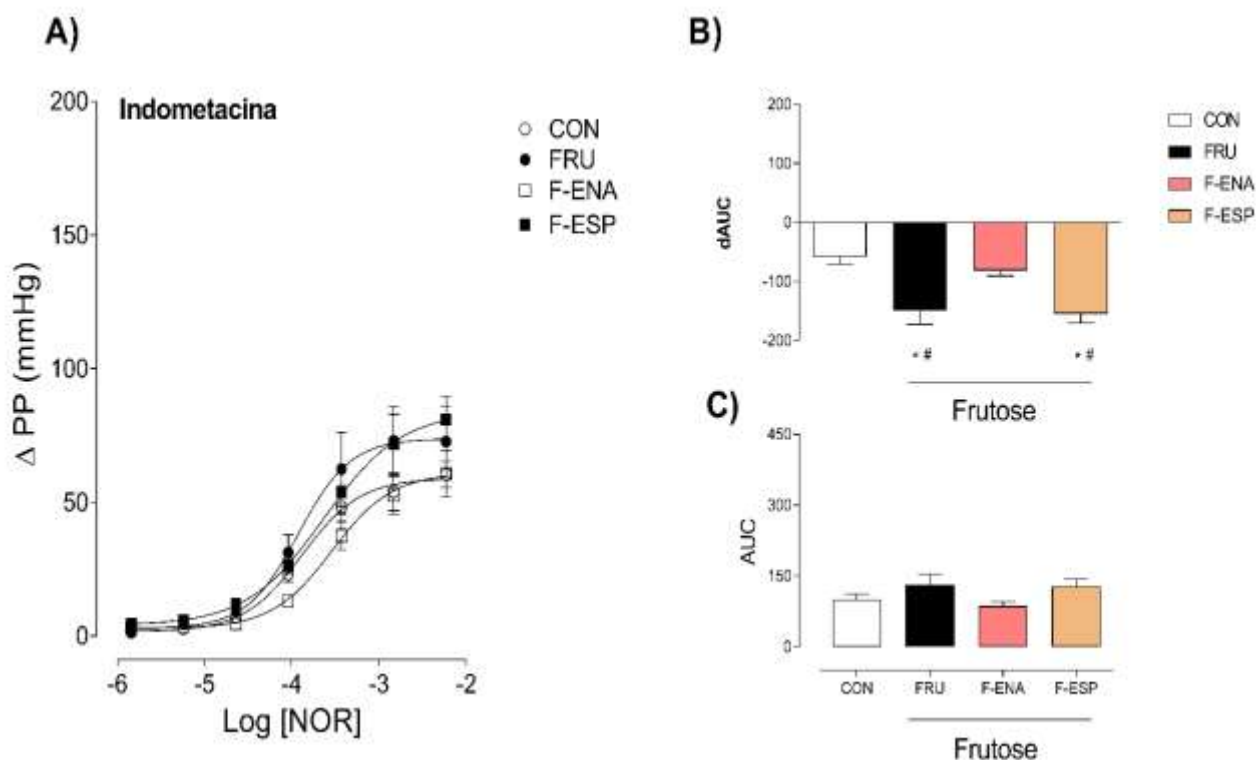 A)
Indometacina
CON
FRU
F-ENA
F-ESP
Δ PP (mmHg)
200
150
100
50
0
-6 -5 -4 -3 -2
Log [NOR]
B)
dAUC
200
100
0
-100
-200
CON
FRU
F-ENA
F-ESP
* # * #
Frutose
C)
AUC
450
300
150
0
CON FRU F-ENA F-ESP
Frutose